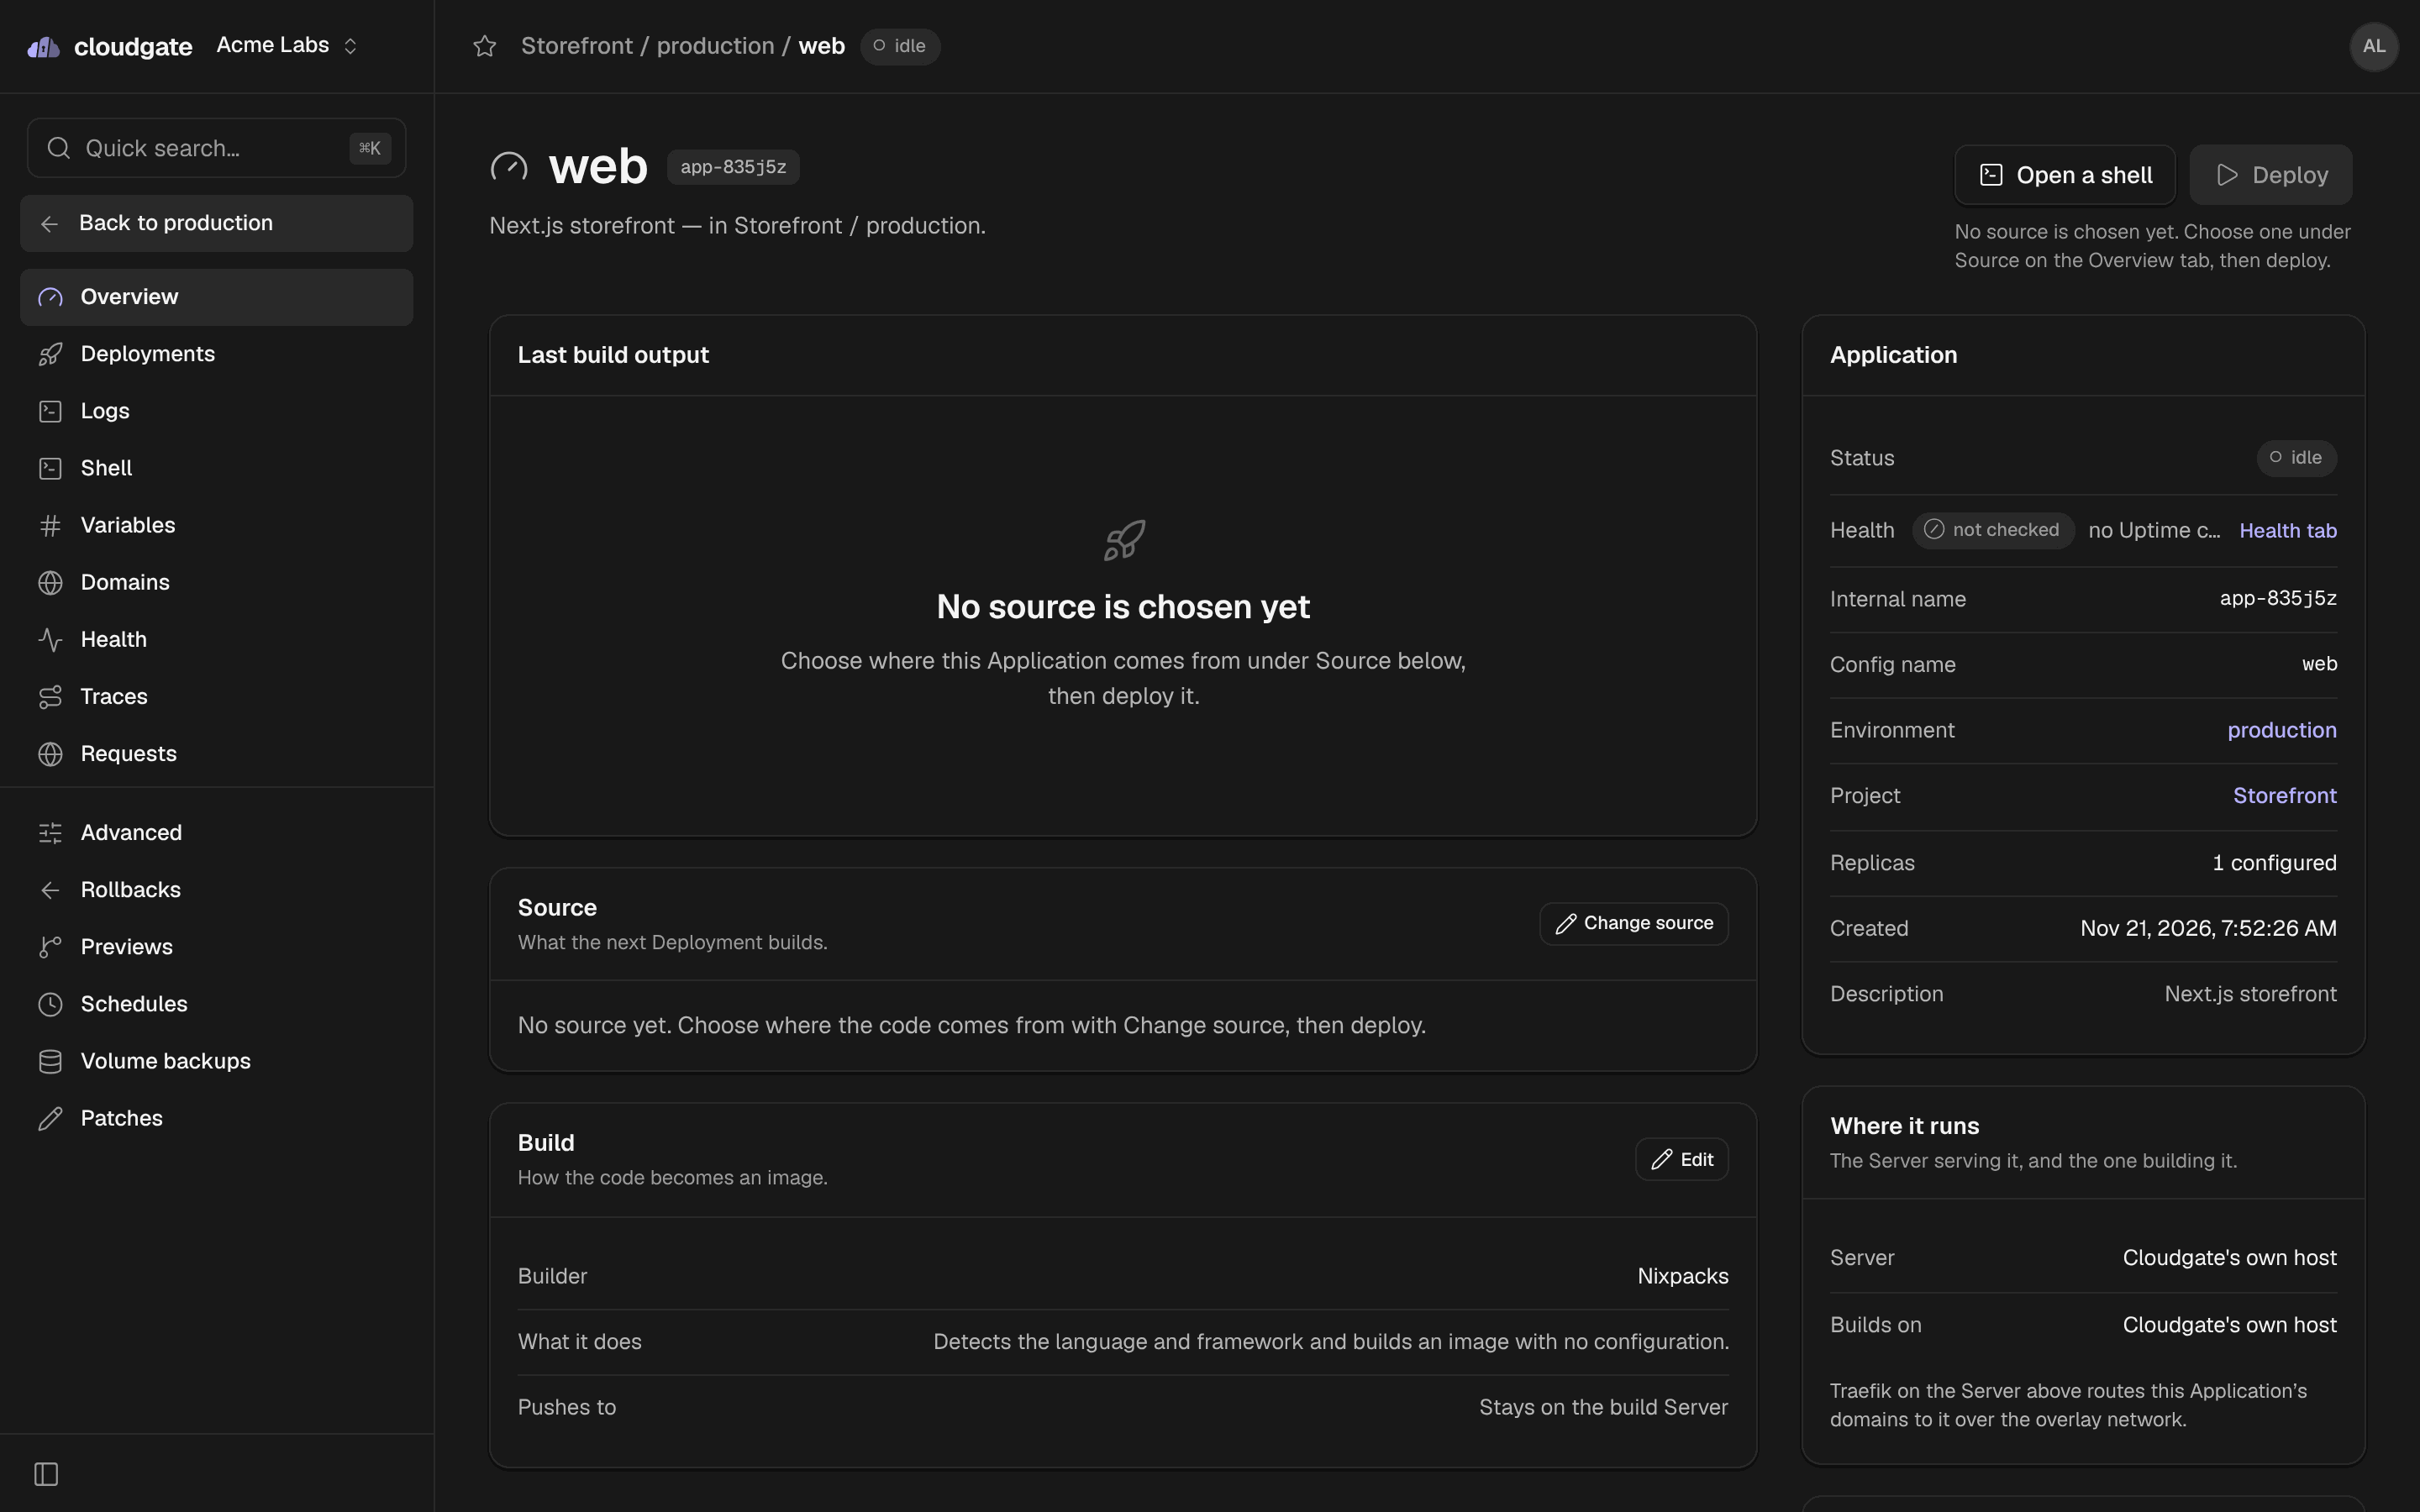 cloudgate
Acme Labs
Storefront / production / web
idle
AL
Quick search…
⌘K
Back to production
Overview
Deployments
Logs
Shell
Variables
Domains
Health
Traces
Requests
Advanced
Rollbacks
Previews
Schedules
Volume backups
Patches
web
app-835j5z
Next.js storefront — in Storefront / production.
Open a shell
Deploy
No source is chosen yet. Choose one under
Source on the Overview tab, then deploy.
Last build output
No source is chosen yet
Choose where this Application comes from under Source below,
then deploy it.
Source
What the next Deployment builds.
Change source
No source yet. Choose where the code comes from with Change source, then deploy.
Build
How the code becomes an image.
Edit
Builder
Nixpacks
What it does
Detects the language and framework and builds an image with no configuration.
Pushes to
Stays on the build Server
Application
Status
idle
Health
not checked
no Uptime c…
Health tab
Internal name
app-835j5z
Config name
web
Environment
production
Project
Storefront
Replicas
1 configured
Created
Nov 21, 2026, 7:52:26 AM
Description
Next.js storefront
Where it runs
The Server serving it, and the one building it.
Server
Cloudgate's own host
Builds on
Cloudgate's own host
Traefik on the Server above routes this Application’s
domains to it over the overlay network.